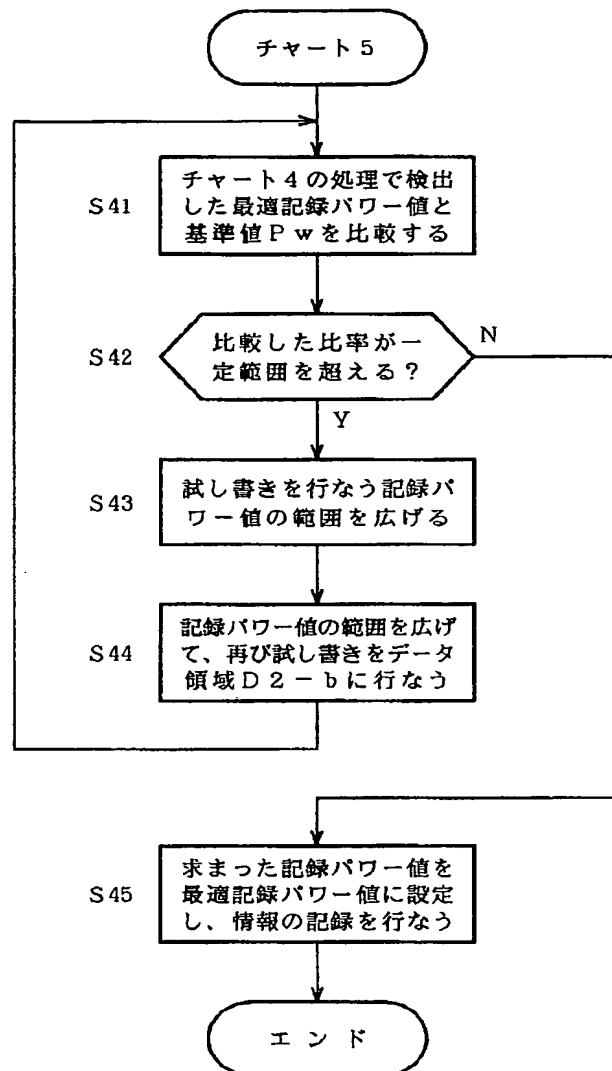 チャート5
S41
チャート4の処理で検出
した最適記録パワー値と
基準値Pwを比較する
S42
比較した比率が一
定範囲を超える?
N
Y
S43
試し書きを行なう記録パ
ワー値の範囲を広げる
S44
記録パワー値の範囲を広げ
て、再び試し書きをデータ
領域D2-bに行なう
S45
求まった記録パワー値を
最適記録パワー値に設定
し、情報の記録を行なう
エンド